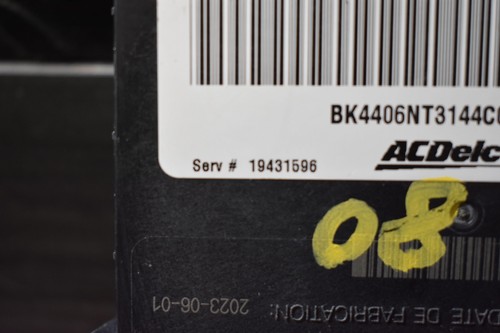 BK4406NT3144C
ACDelc
Serv # 19431596
08
DATE DE FABRICATION: 2023-06-01